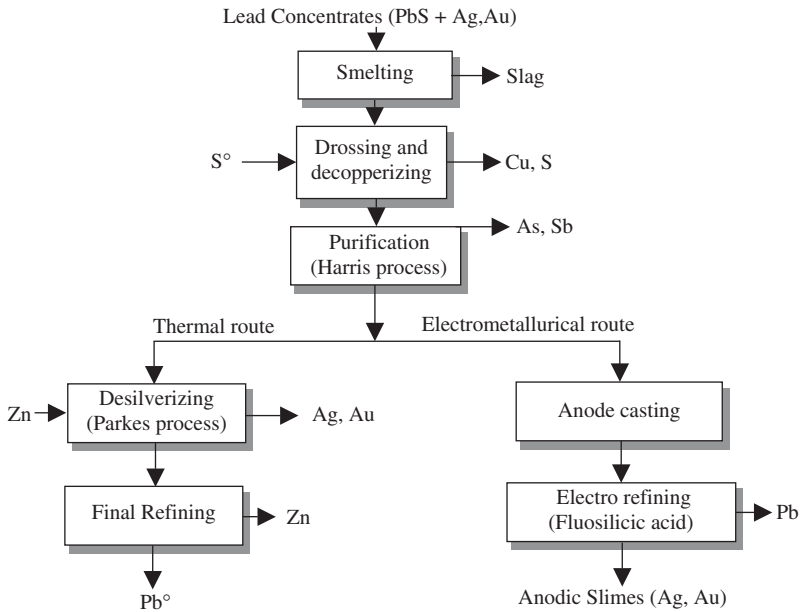 Lead Concentrates (PbS + Ag,Au)
Smelting
Slag
Drossing and
decopperizing
S°
Cu, S
As, Sb
Purification
(Harris process)
Thermal route
Electrometallurical route
Zn
Desilverizing
(Parkes process)
Ag, Au
Anode casting
Final Refining
Zn
Electro refining
(Fluosilicic acid)
Pb
Pb°
Anodic Slimes (Ag, Au)